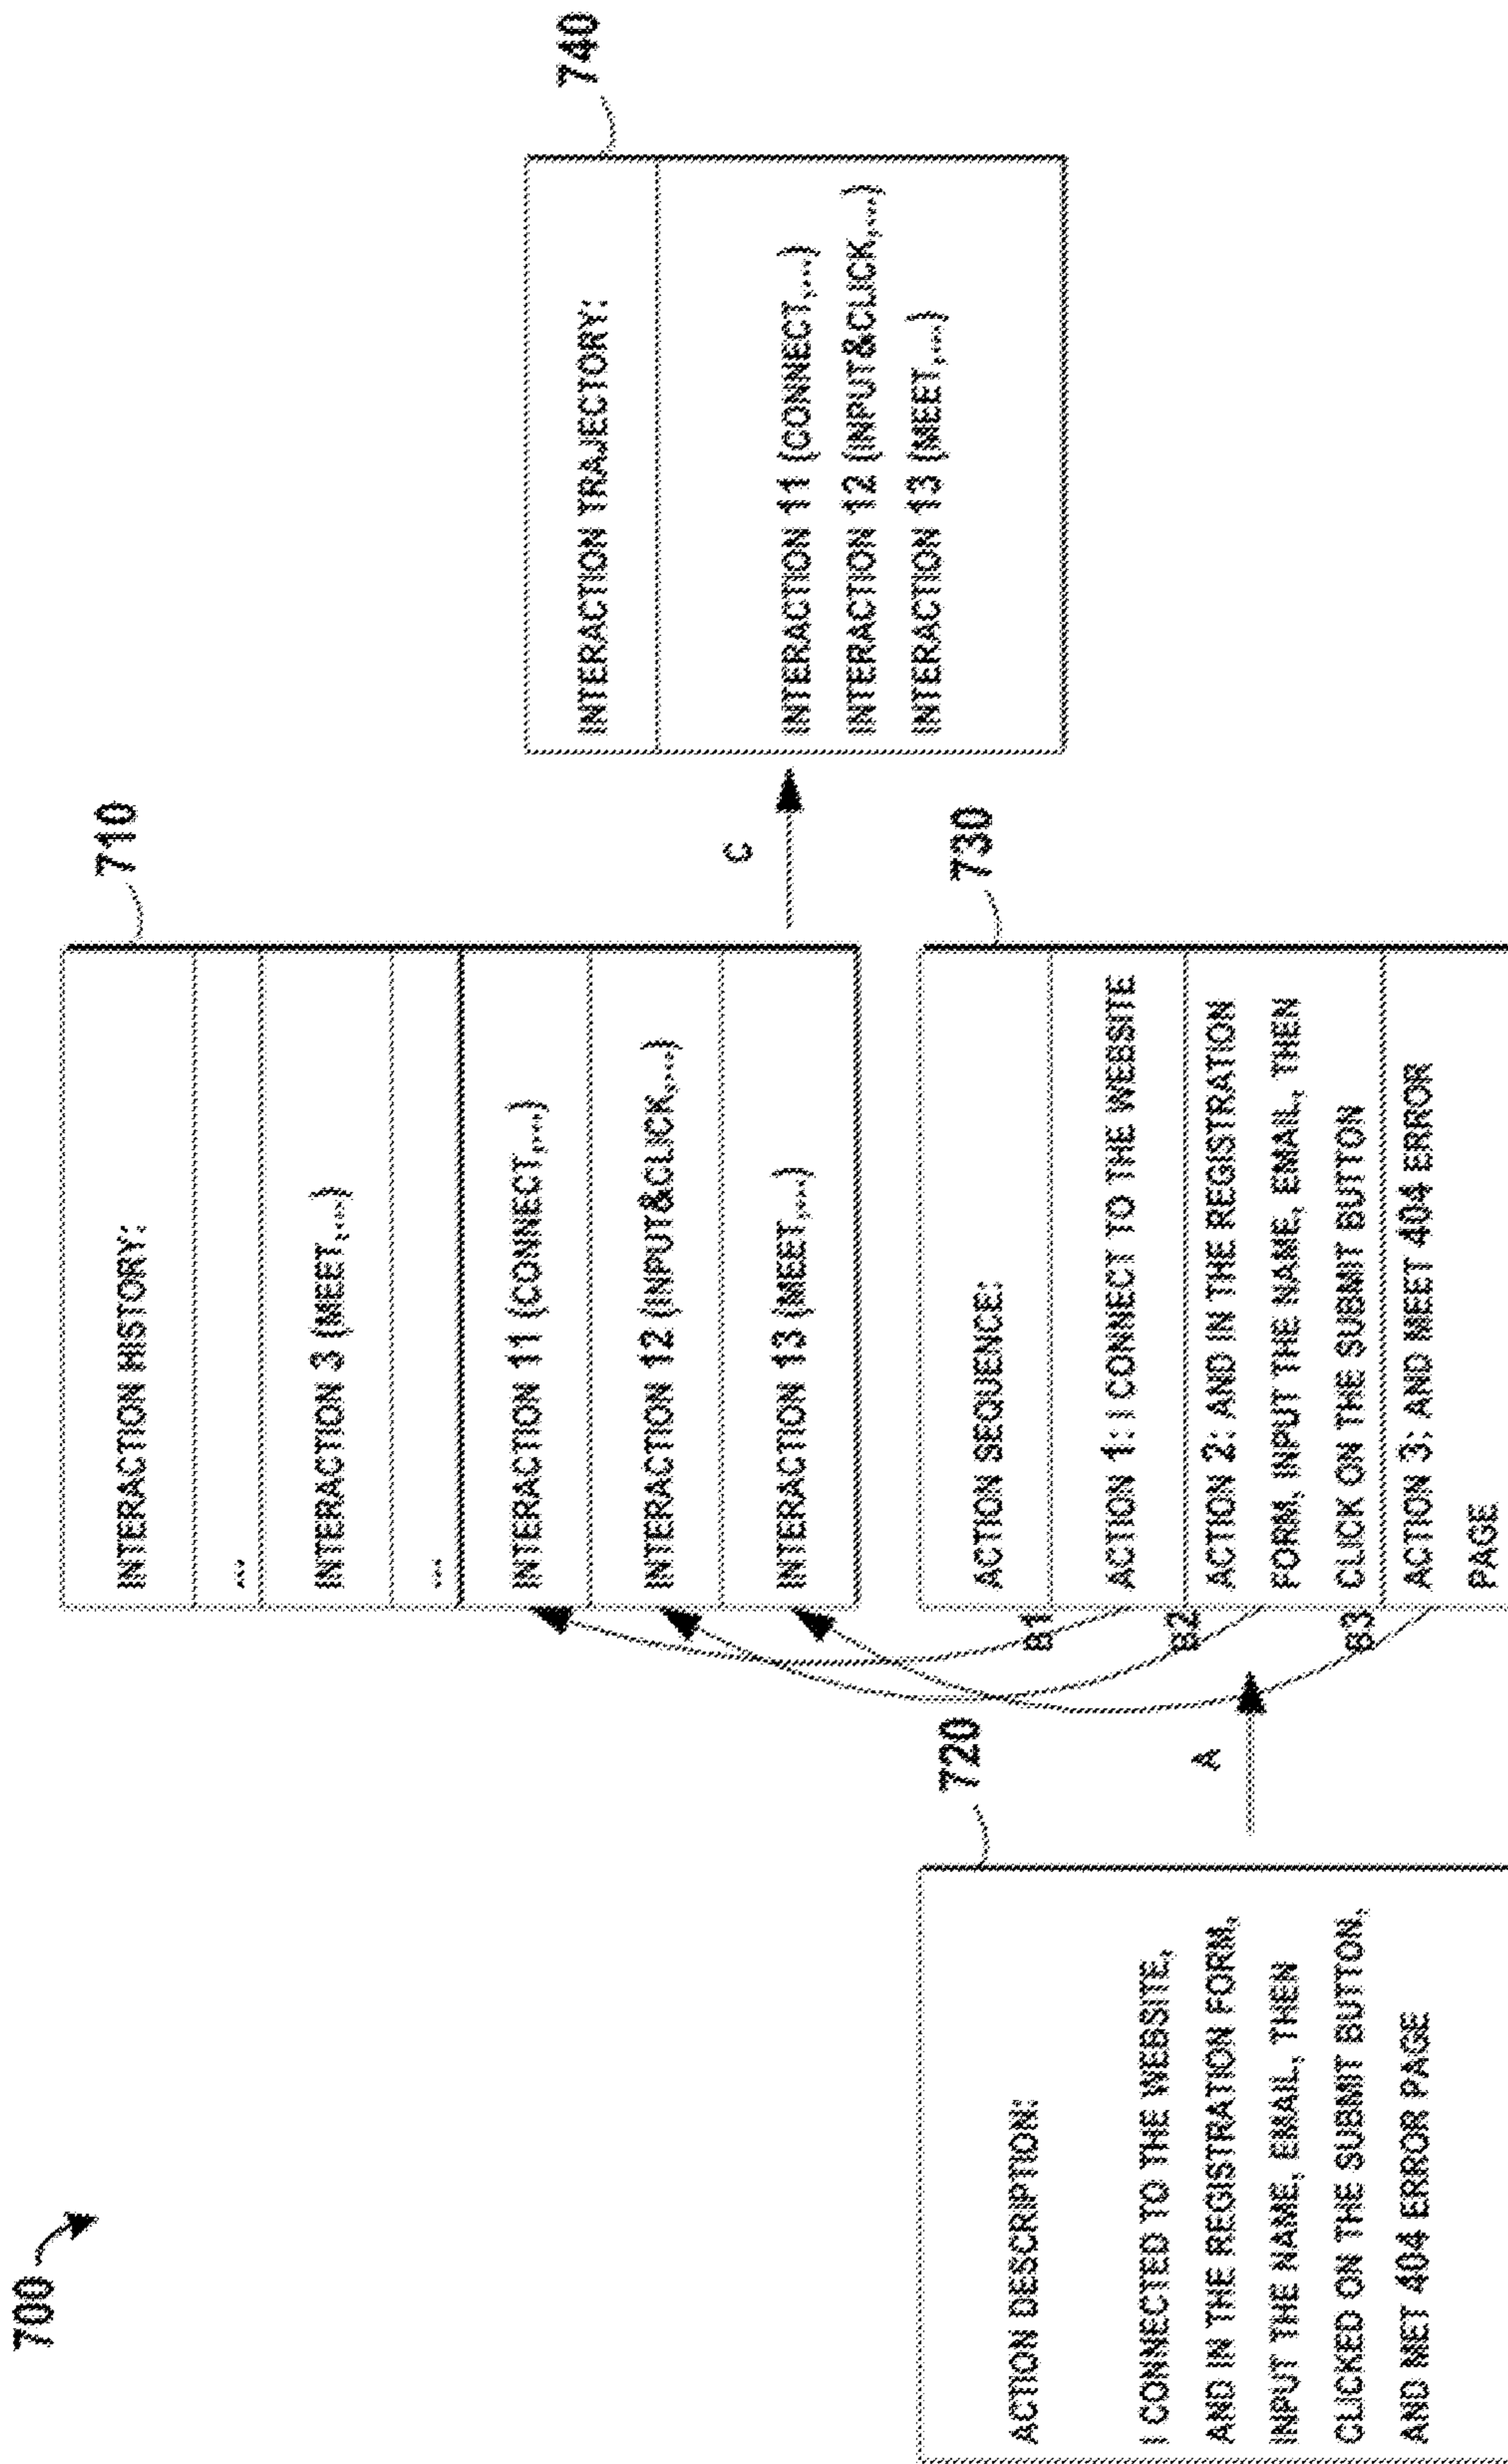 700
710
INTERACTION HISTORY:
...
INTERACTION 3 (MEET,...)
...
INTERACTION 11 (CONNECT,...)
INTERACTION 12 (INPUT&CLICK,...)
INTERACTION 13 (MEET,...)
C
740
INTERACTION TRAJECTORY:
INTERACTION 11 (CONNECT,...)
INTERACTION 12 (INPUT&CLICK,...)
INTERACTION 13 (MEET,...)
720
ACTION DESCRIPTION:
I CONNECTED TO THE WEBSITE,
AND IN THE REGISTRATION FORM,
INPUT THE NAME, EMAIL, THEN
CLICKED ON THE SUBMIT BUTTON,
AND MET 404 ERROR PAGE
A
B1
B2
B3
730
ACTION SEQUENCE:
ACTION 1: I CONNECT TO THE WEBSITE
ACTION 2: AND IN THE REGISTRATION
FORM, INPUT THE NAME, EMAIL, THEN
CLICK ON THE SUBMIT BUTTON
ACTION 3: AND MEET 404 ERROR
PAGE